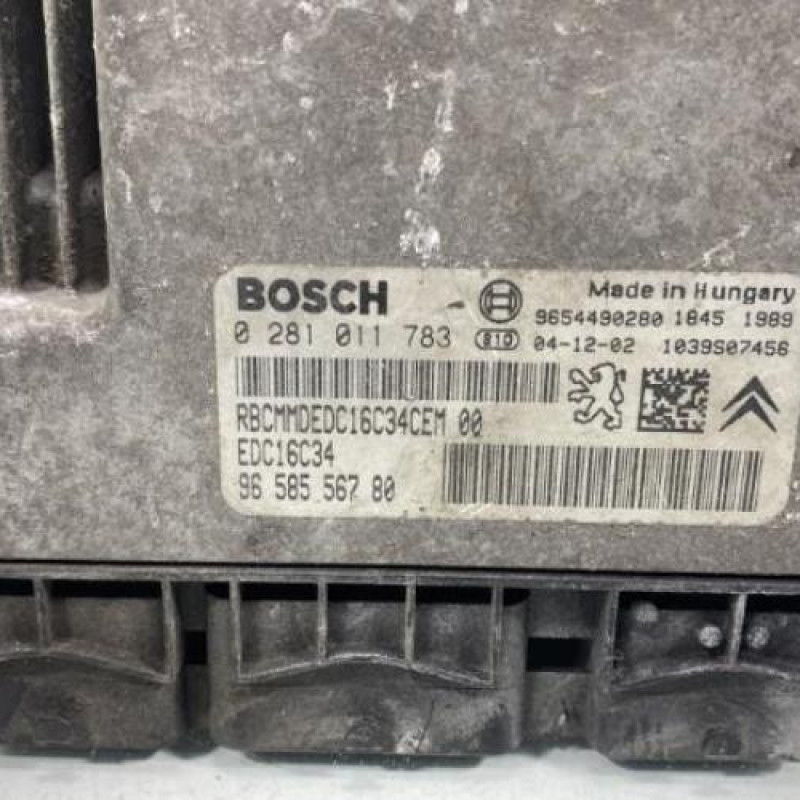 BOSCH Made in Hungary
9654490280 1845 1989
0 281 011 783 810 04-12-02 1039S07456
RBCMMDEDC16C34CEM 00
EDC16C34
96 585 567 80